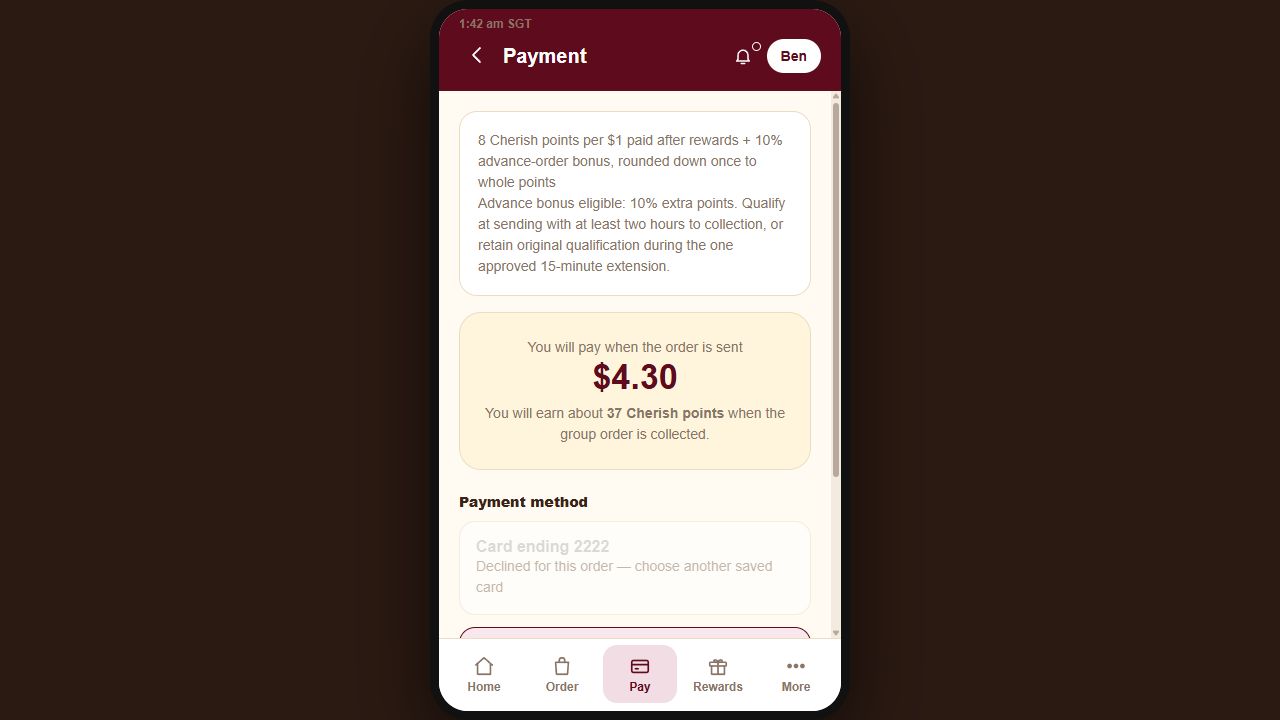 1:42 am SGT
Payment
Ben
8 Cherish points per $1 paid after rewards + 10%
advance-order bonus, rounded down once to
whole points
Advance bonus eligible: 10% extra points. Qualify
at sending with at least two hours to collection, or
retain original qualification during the one
approved 15-minute extension.
You will pay when the order is sent
$4.30
You will earn about 37 Cherish points when the
group order is collected.
Payment method
Card ending 2222
Declined for this order — choose another saved
card
Home
Order
Pay
Rewards
More